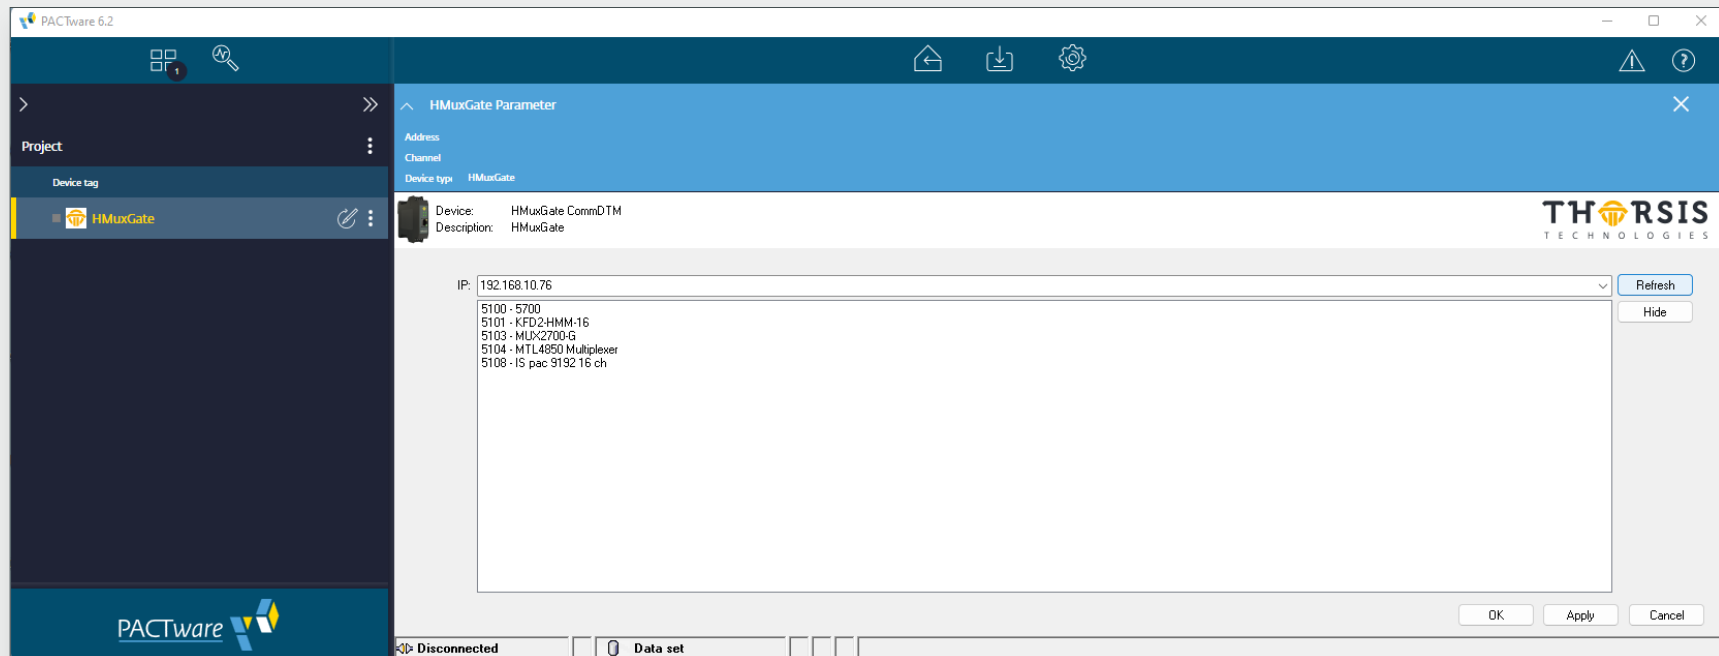 PACTware 6.2
1
HMuxGate Parameter
Project
Address
Channel
Device tag
Device type HMuxGate
HMuxGate
Device: HMuxGate CommDTM
Description: HMuxGate
THORSIS
TECHNOLOGIES
IP: 192.168.10.76 Refresh
Hide
5100 - 5700
5101 - KFD2-HMM-16
5103 - MUX2700-G
5104 - MTL4850 Multiplexer
5108 - IS pac 9192 16 ch
OK Apply Cancel
PACTware
Disconnected Data set